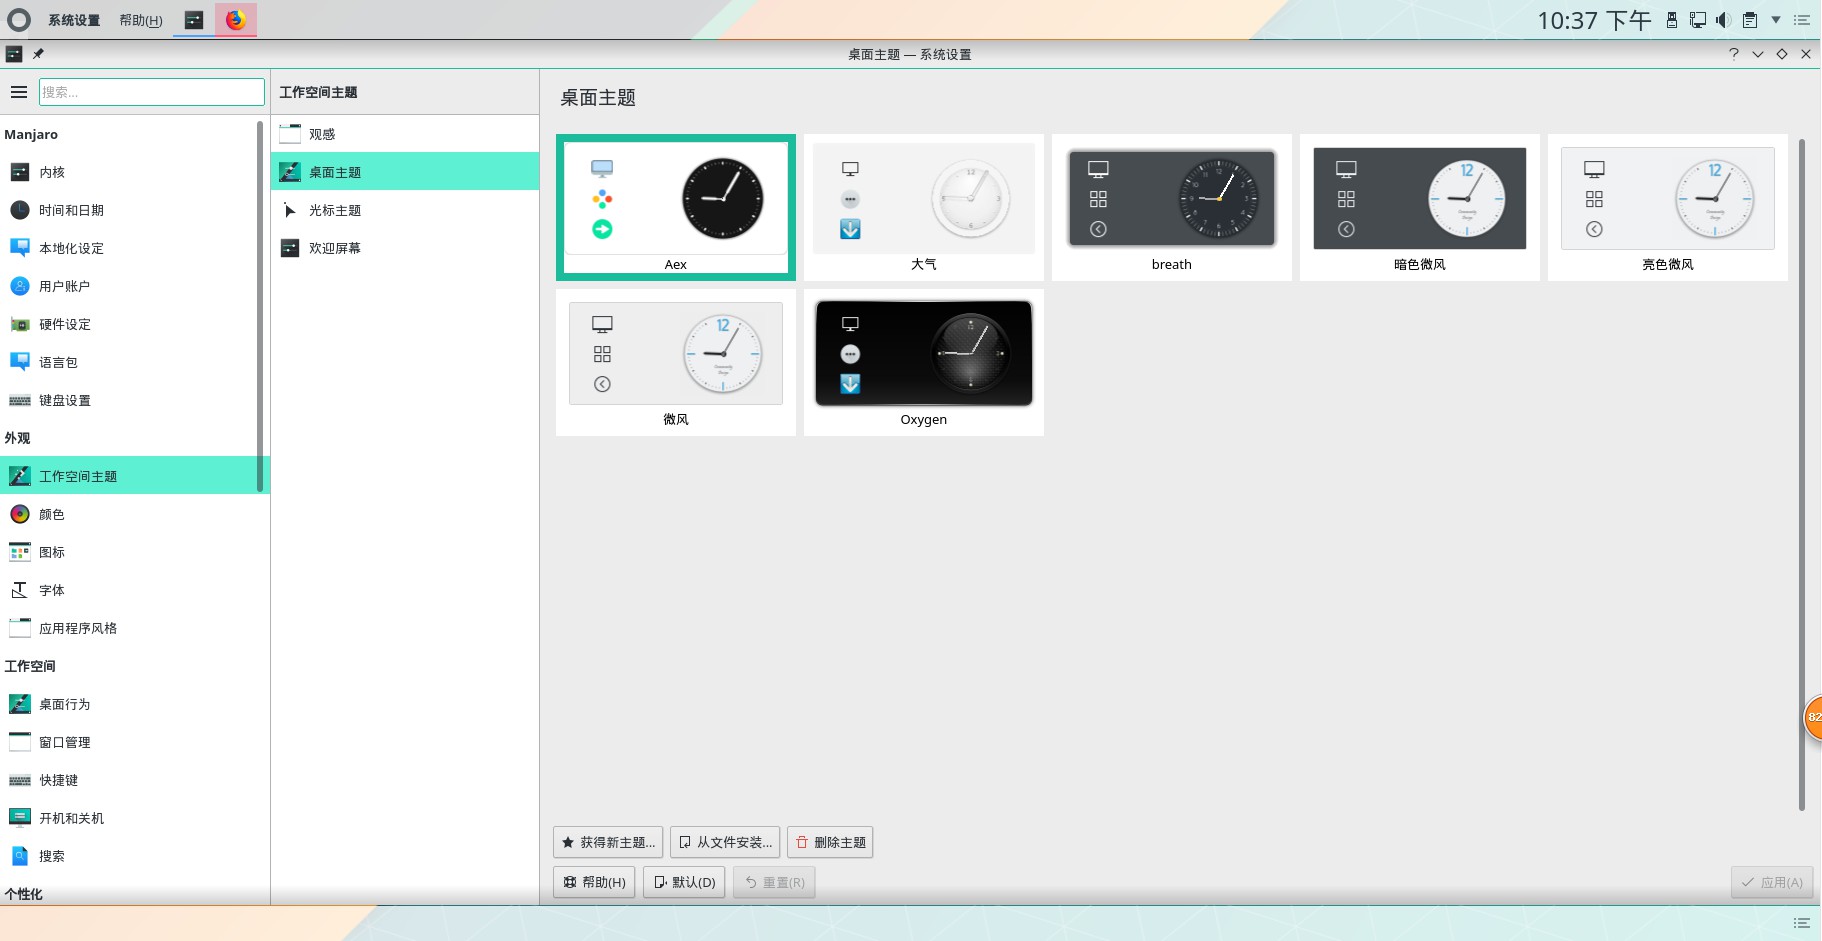 系统设置 帮助(H) 10:37 下午
桌面主题 — 系统设置
搜索...
Manjaro
内核
时间和日期
本地化设定
用户账户
硬件设定
语言包
键盘设置
外观
工作空间主题
颜色
图标
字体
应用程序风格
工作空间
桌面行为
窗口管理
快捷键
开机和关机
搜索
个性化
工作空间主题
观感
桌面主题
光标主题
欢迎屏幕
桌面主题
Aex
大气
breath
暗色微风
亮色微风
微风
Oxygen
获得新主题... 从文件安装... 删除主题
帮助(H) 默认(D) 重置(R) 应用(A)
82